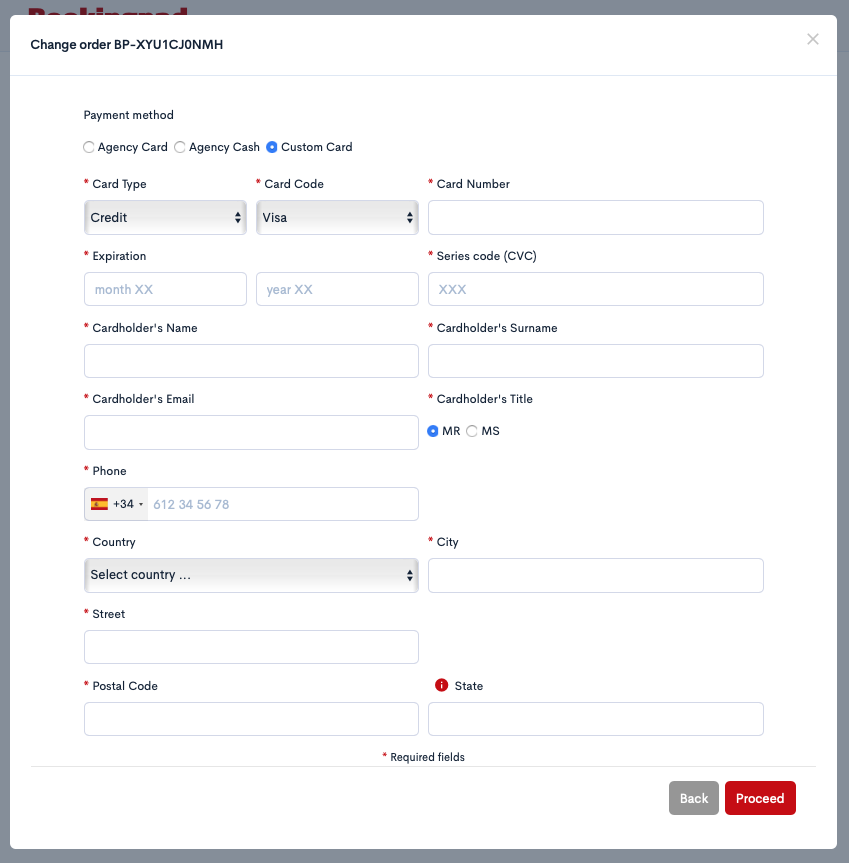 Change order BP-XYU1CJ0NMH
Payment method
Agency Card Agency Cash Custom Card
* Card Type * Card Code * Card Number
Credit Visa
* Expiration * Series code (CVC)
month XX year XX XXX
* Cardholder's Name * Cardholder's Surname
* Cardholder's Email * Cardholder's Title
MR MS
* Phone
+34 612 34 56 78
* Country * City
Select country ...
* Street
* Postal Code State
* Required fields
Back Proceed